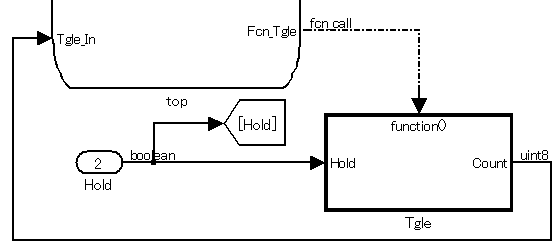 fcn_call
Fcn_Tgle
Tgle_In
top
[Hold]
function()
boolean
2
Hold
Hold
Count
uint8
Tgle